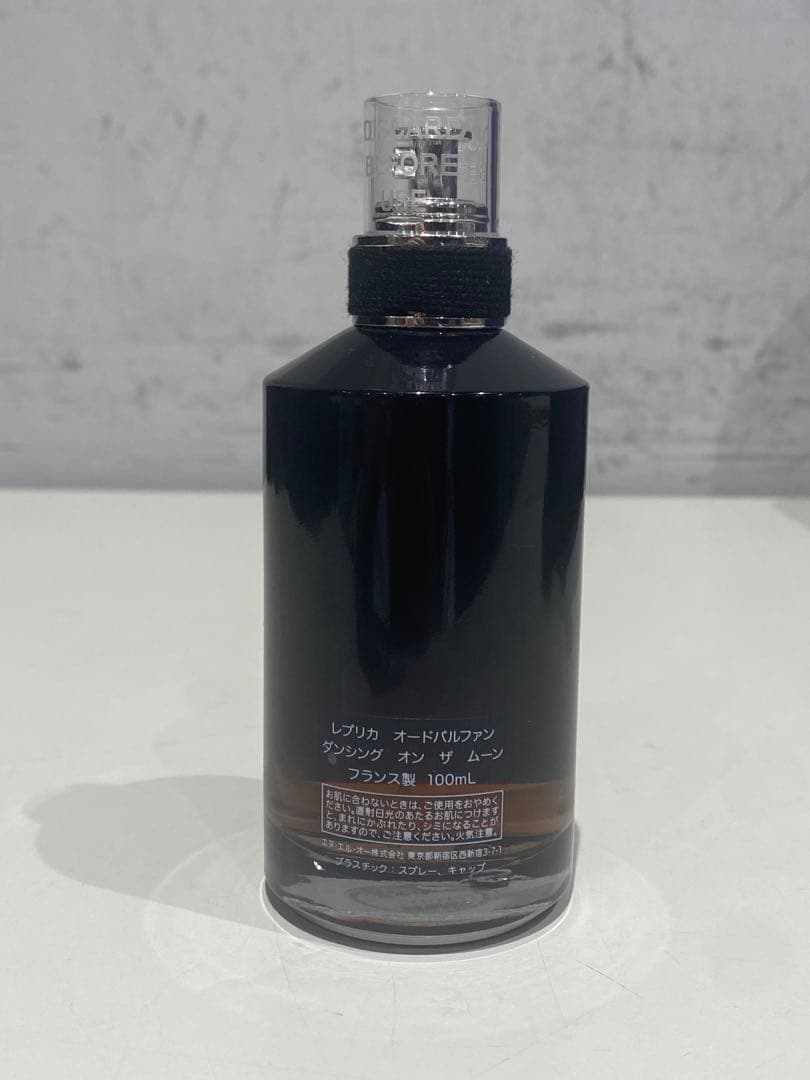 BEFORE
USE
レプリカ オードパルファン
ダンシング オン ザ ムーン
フランス製 100mL
お肌に合わないときは、ご使用をおやめく
ださい。直射日光のあたるお肌につけます
と、まれにかぶれたり、シミになることが
ありますので、ご注意ください。火気注意。
エヌ・エル・オー株式会社 東京都新宿区西新宿3-7-1
プラスチック：スプレー、キャップ